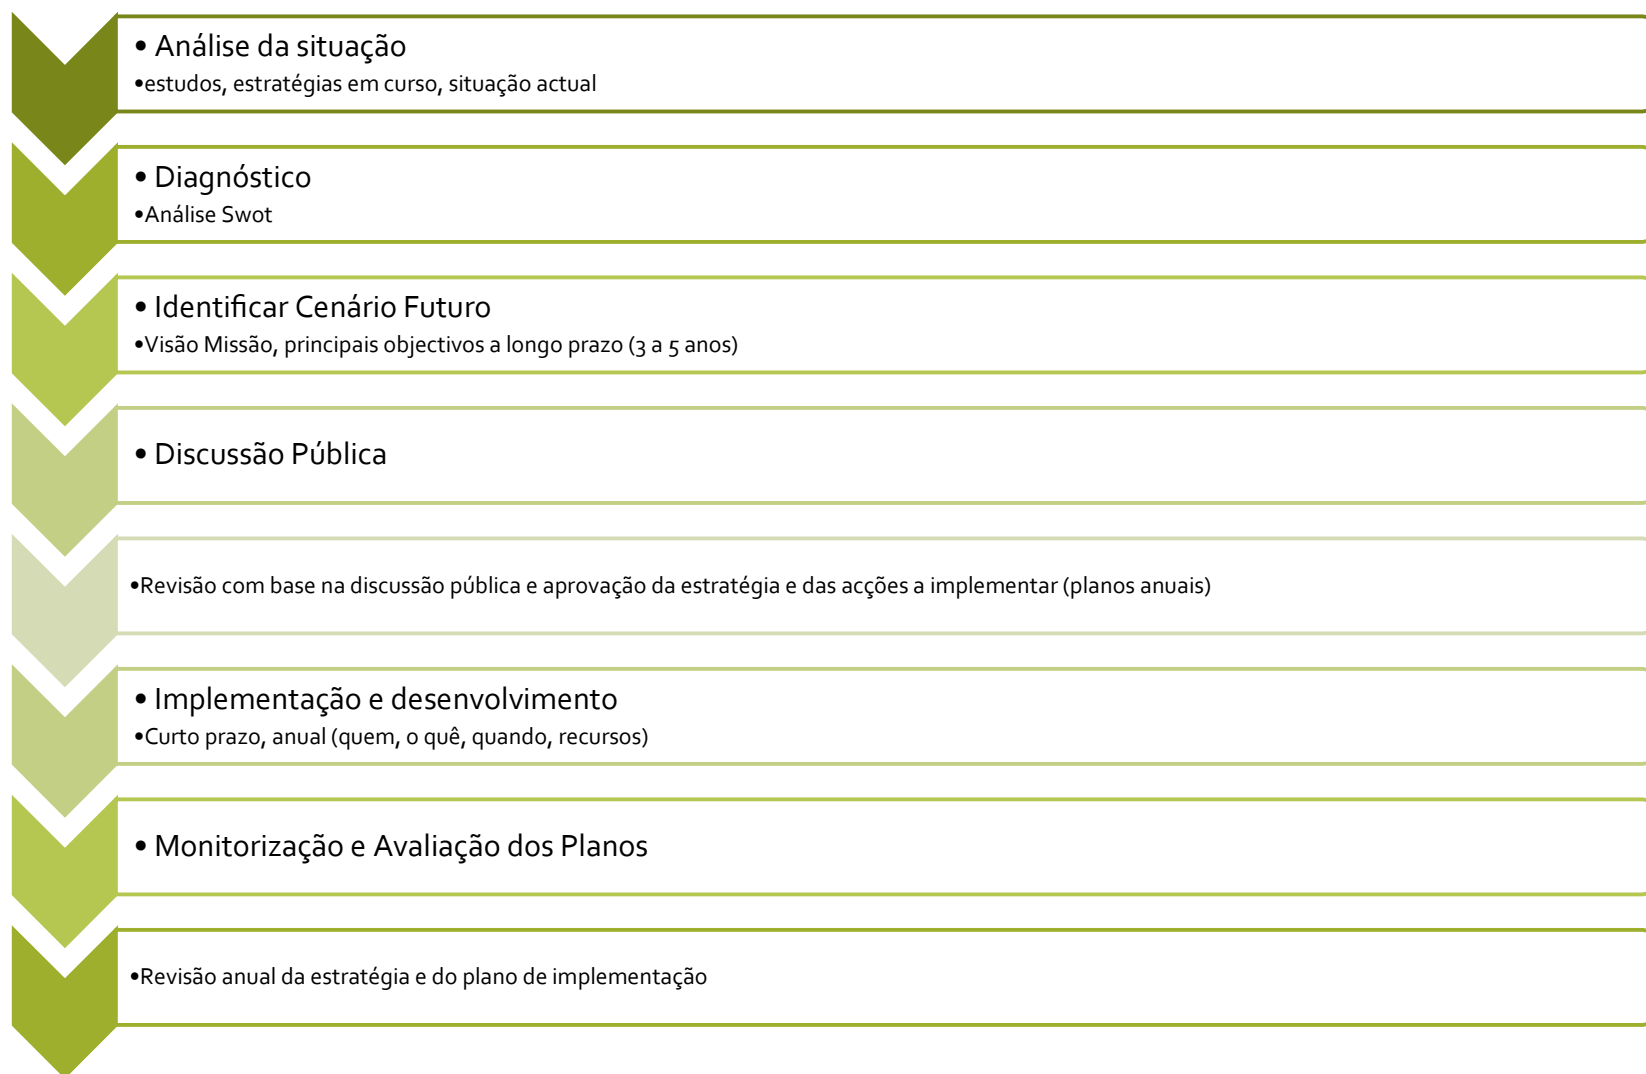 • Análise da situação
•estudos, estratégias em curso, situação actual
• Diagnóstico
•Análise Swot
• Identificar Cenário Futuro
•Visão Missão, principais objectivos a longo prazo (3 a 5 anos)
• Discussão Pública
•Revisão com base na discussão pública e aprovação da estratégia e das acções a implementar (planos anuais)
• Implementação e desenvolvimento
•Curto prazo, anual (quem, o quê, quando, recursos)
• Monitorização e Avaliação dos Planos
•Revisão anual da estratégia e do plano de implementação